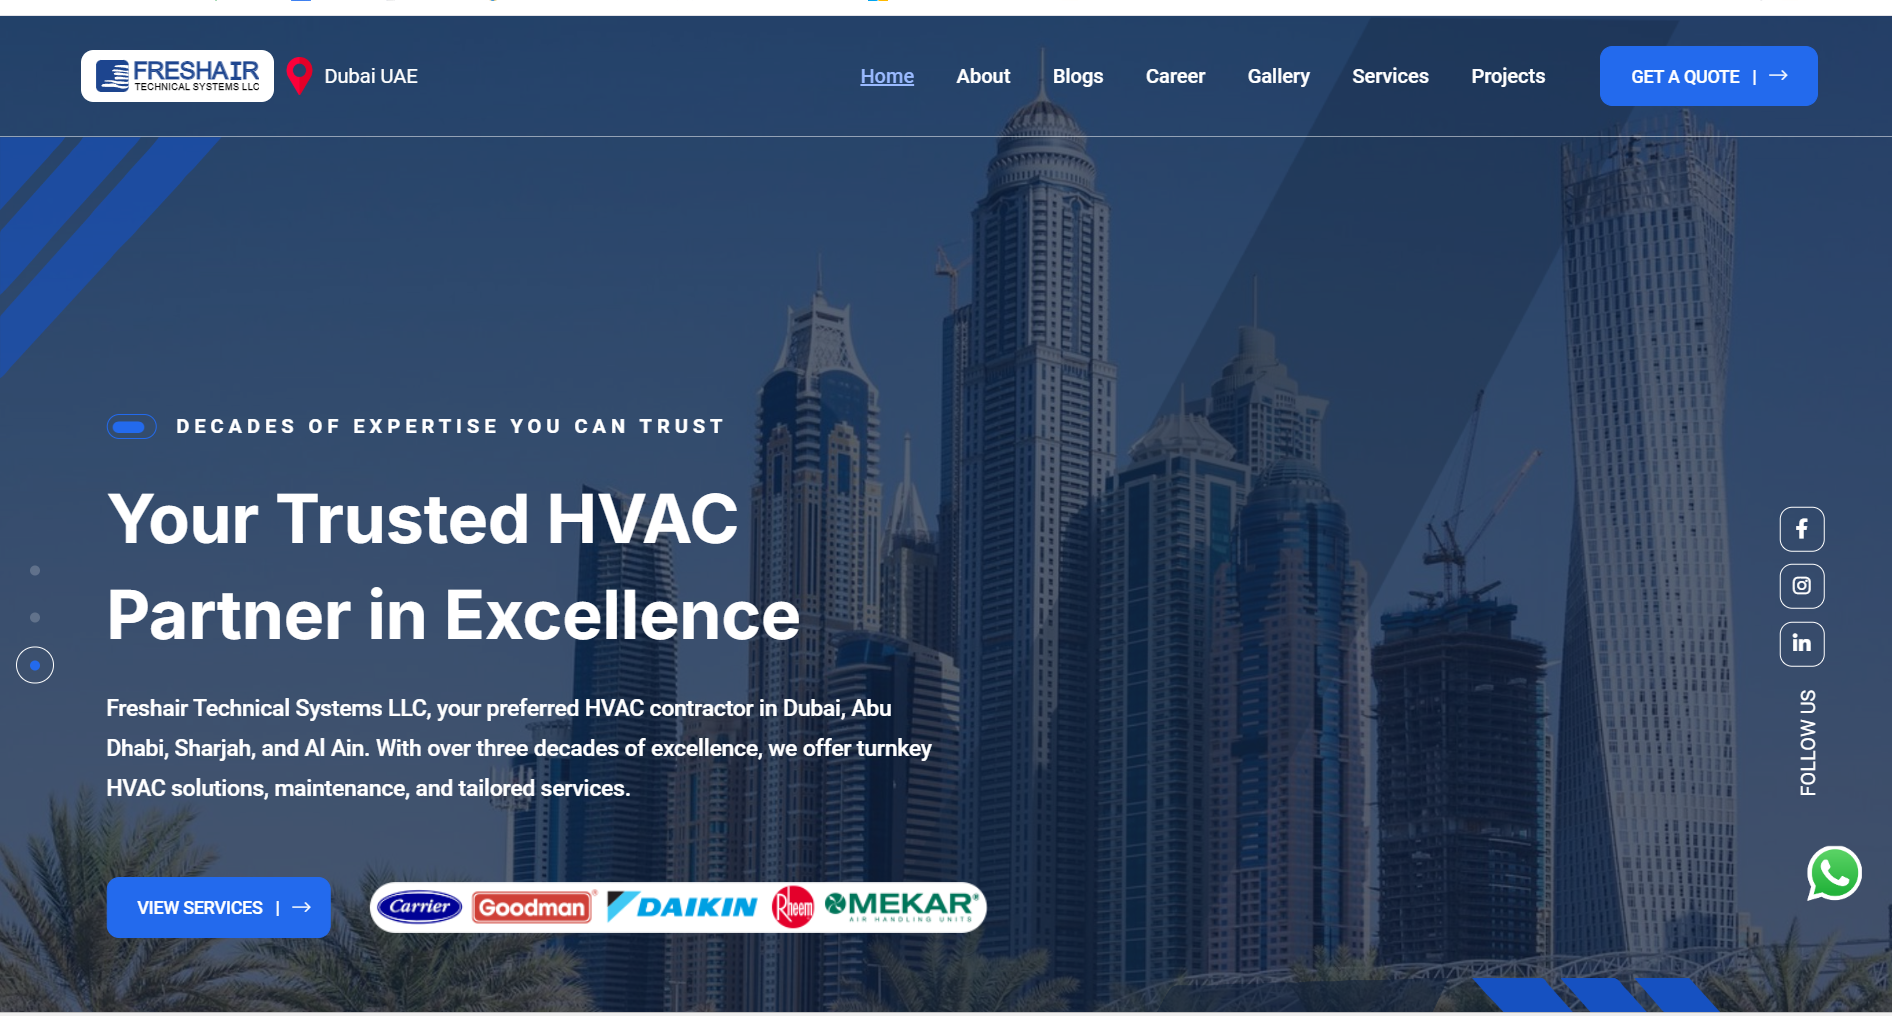 FRESHAIR
TECHNICAL SYSTEMS LLC
Dubai UAE
Home
About
Blogs
Career
Gallery
Services
Projects
GET A QUOTE | →
DECADES OF EXPERTISE YOU CAN TRUST
Your Trusted HVAC
Partner in Excellence
Freshair Technical Systems LLC, your preferred HVAC contractor in Dubai, Abu
Dhabi, Sharjah, and Al Ain. With over three decades of excellence, we offer turnkey
HVAC solutions, maintenance, and tailored services.
VIEW SERVICES | →
Carrier
Goodman®
DAIKIN
Rheem
MEKAR®
AIR HANDLING UNITS
FOLLOW US